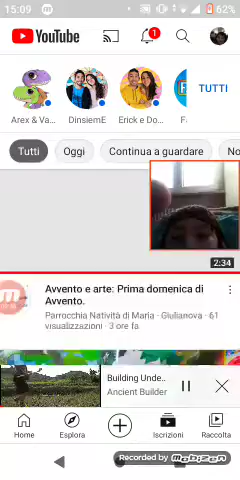 15:09
62%
YouTube
1
Arex & Va...
DinsiemE
Erick e Do...
TUTTI
Tutti
Oggi
Continua a guardare
No
2:34
Avvento e arte: Prima domenica di
Avvento.
Parrocchia Natività di Maria - Giulianova · 61
visualizzazioni · 3 ore fa
Building Unde..
Ancient Builder
Home
Esplora
Iscrizioni
Raccolta
Recorded by
MOBIZEN